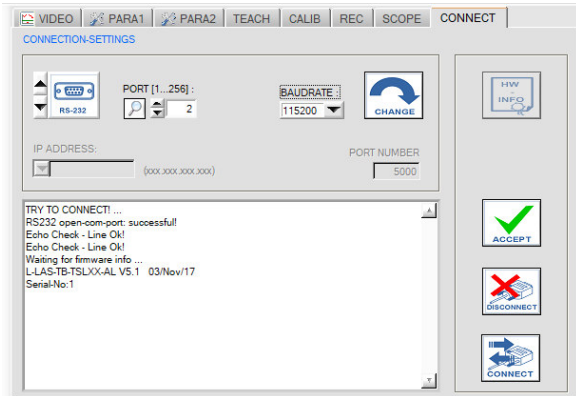 VIDEO PARA1 PARA2 TEACH CALIB REC SCOPE CONNECT
CONNECTION-SETTINGS
RS-232
PORT [1...256] :
2
BAUDRATE :
115200
CHANGE
HW
-
INFO
IP ADDRESS:
(xxx.xxx.xxx.xxx)
PORT NUMBER
5000
TRY TO CONNECT! ...
RS232 open-com-port: successful!
Echo Check - Line Ok!
Echo Check - Line Ok!
Waiting for firmware info ...
L-LAS-TB-TSLXX-AL V5.1 03/Nov/17
Serial-No:1
ACCEPT
DISCONNECT
CONNECT